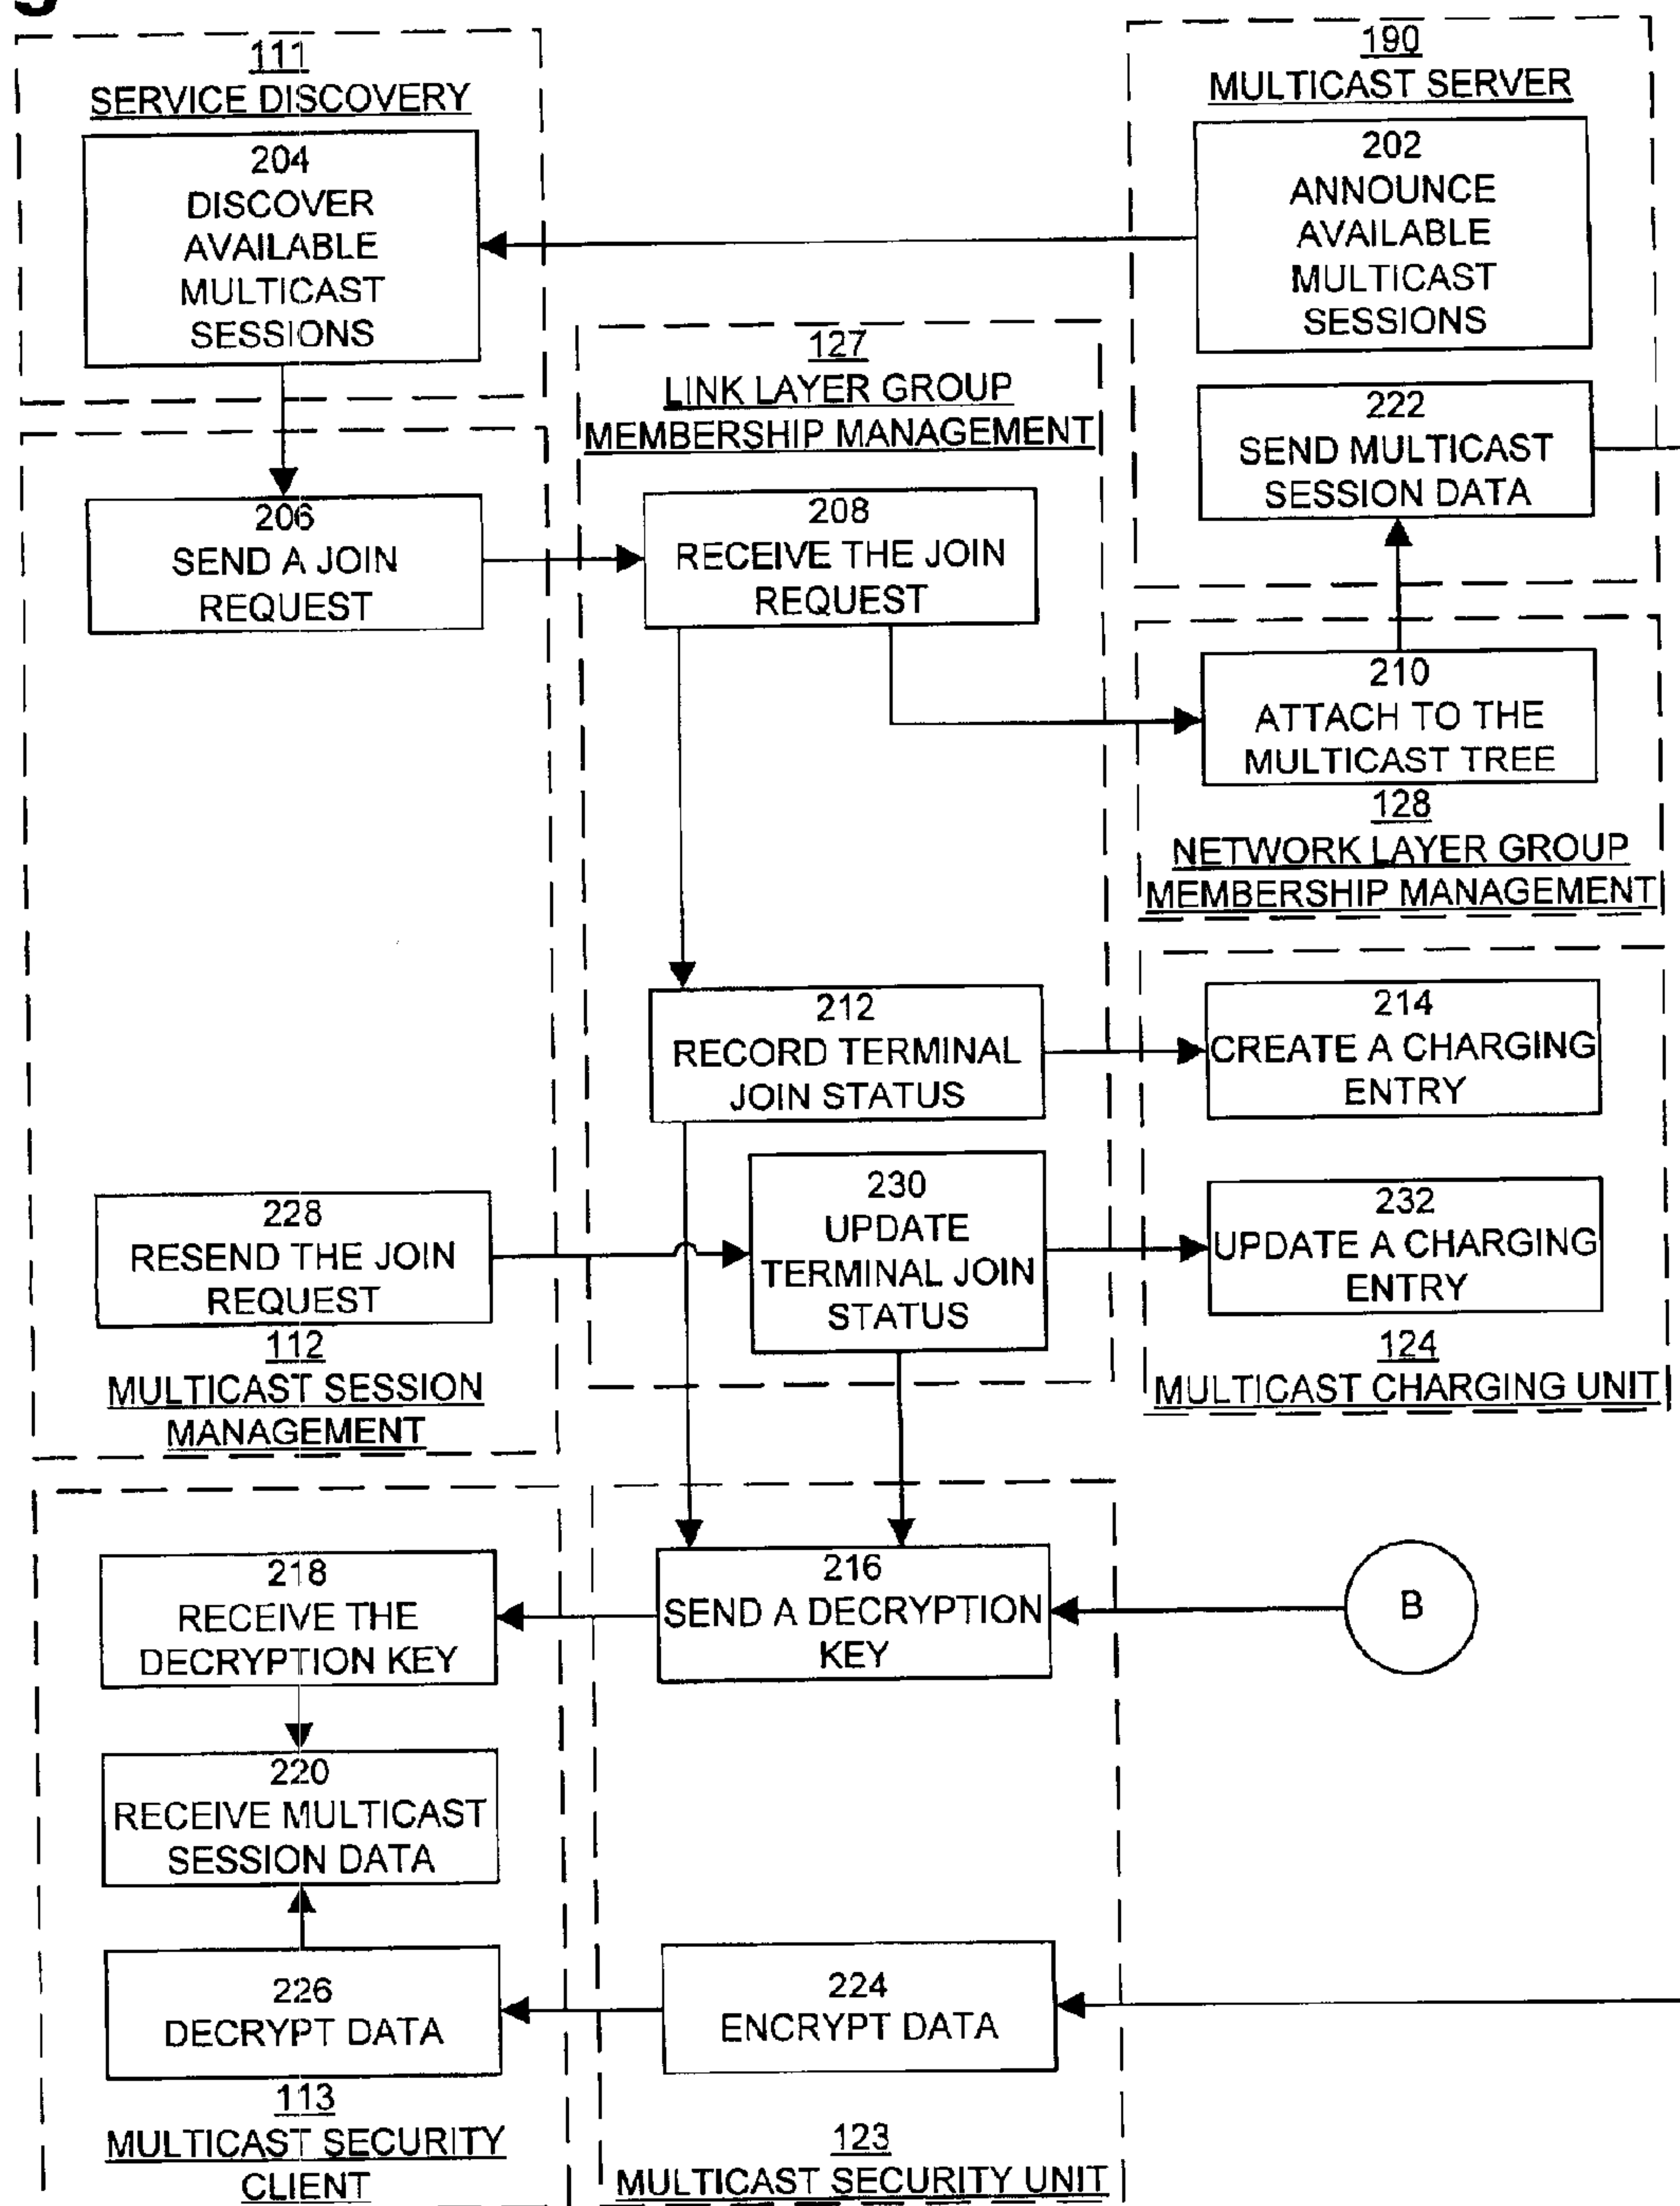 111
SERVICE DISCOVERY
204
DISCOVER
AVAILABLE
MULTICAST
SESSIONS
190
MULTICAST SERVER
202
ANNOUNCE
AVAILABLE
MULTICAST
SESSIONS
222
SEND MULTICAST
SESSION DATA
127
LINK LAYER GROUP
MEMBERSHIP MANAGEMENT
206
SEND A JOIN
REQUEST
208
RECEIVE THE JOIN
REQUEST
210
ATTACH TO THE
MULTICAST TREE
128
NETWORK LAYER GROUP
MEMBERSHIP MANAGEMENT
212
RECORD TERMINAL
JOIN STATUS
214
CREATE A CHARGING
ENTRY
228
RESEND THE JOIN
REQUEST
112
MULTICAST SESSION
MANAGEMENT
230
UPDATE
TERMINAL JOIN
STATUS
232
UPDATE A CHARGING
ENTRY
124
MULTICAST CHARGING UNIT
218
RECEIVE THE
DECRYPTION KEY
216
SEND A DECRYPTION
KEY
B
220
RECEIVE MULTICAST
SESSION DATA
226
DECRYPT DATA
224
ENCRYPT DATA
113
MULTICAST SECURITY
CLIENT
123
MULTICAST SECURITY UNIT